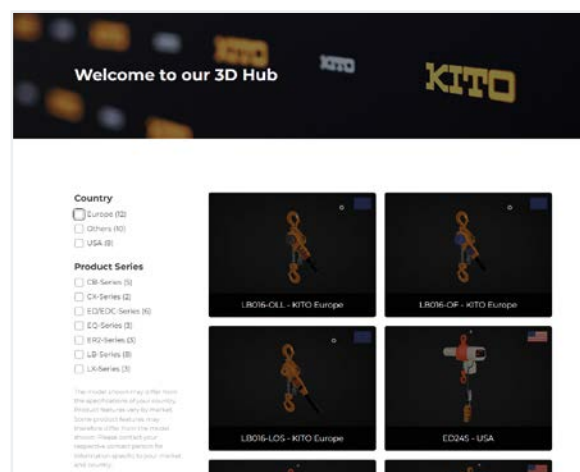 KITO
KITO
KITO
Welcome to our 3D Hub
Country
Europe (12)
Others (10)
USA (8)
Product Series
CB-Series (5)
CX-Series (2)
ED/EDC-Series (6)
EQ-Series (3)
ER2-Series (3)
LB-Series (8)
LX-Series (3)
The model shown may differ from
the specifications of your country.
Product features vary by market.
Some product features may
therefore differ from the model
shown. Please contact your
respective contact person for
information specific to your market
and country.
LB016-OLL - KITO Europe
LB016-OF - KITO Europe
LB016-LOS - KITO Europe
ED24S - USA